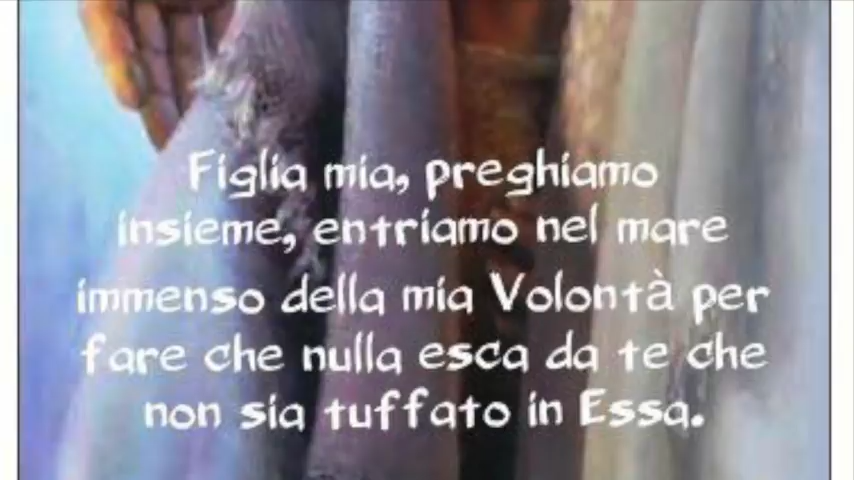 Figlia mia, preghiamo
insieme, entriamo nel mare
immenso della mia Volontà per
fare che nulla esca da te che
non sia tuffato in Essa.